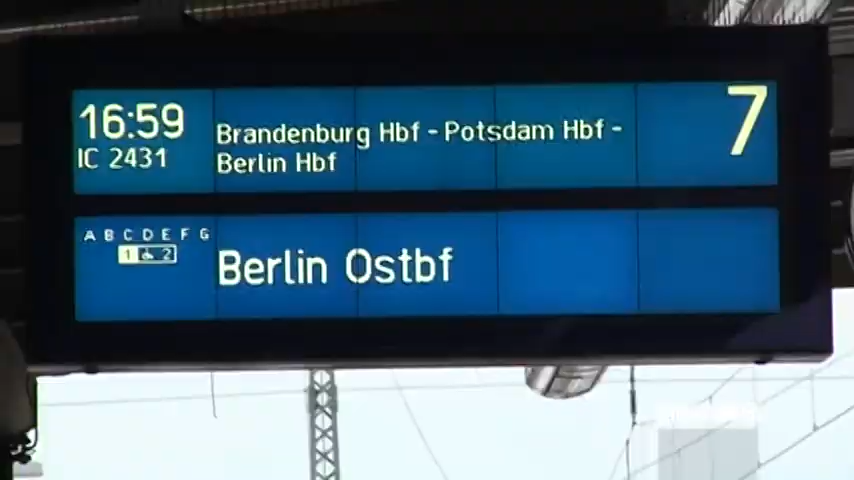 16:59
IC 2431
Brandenburg Hbf - Potsdam Hbf -
Berlin Hbf
7
A B C D E F G
1 2
Berlin Ostbf